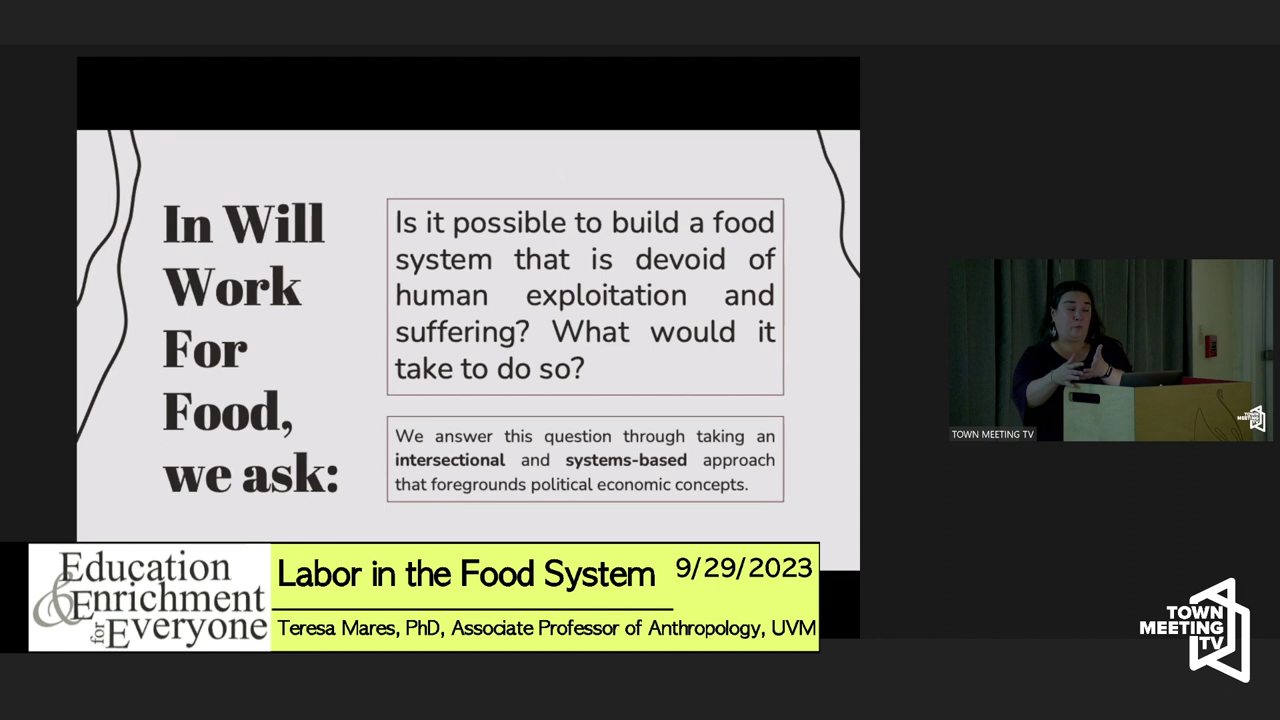 In Will
Work
For
Food,
we ask:
Is it possible to build a food
system that is devoid of
human exploitation and
suffering? What would it
take to do so?
We answer this question through taking an
intersectional and systems-based approach
that foregrounds political economic concepts.
TOWN MEETING TV
TOWN
MEETING
TV
Education
& Enrichment
for Everyone
Labor in the Food System
9/29/2023
Teresa Mares, PhD, Associate Professor of Anthropology, UVM
TOWN
MEETING
TV